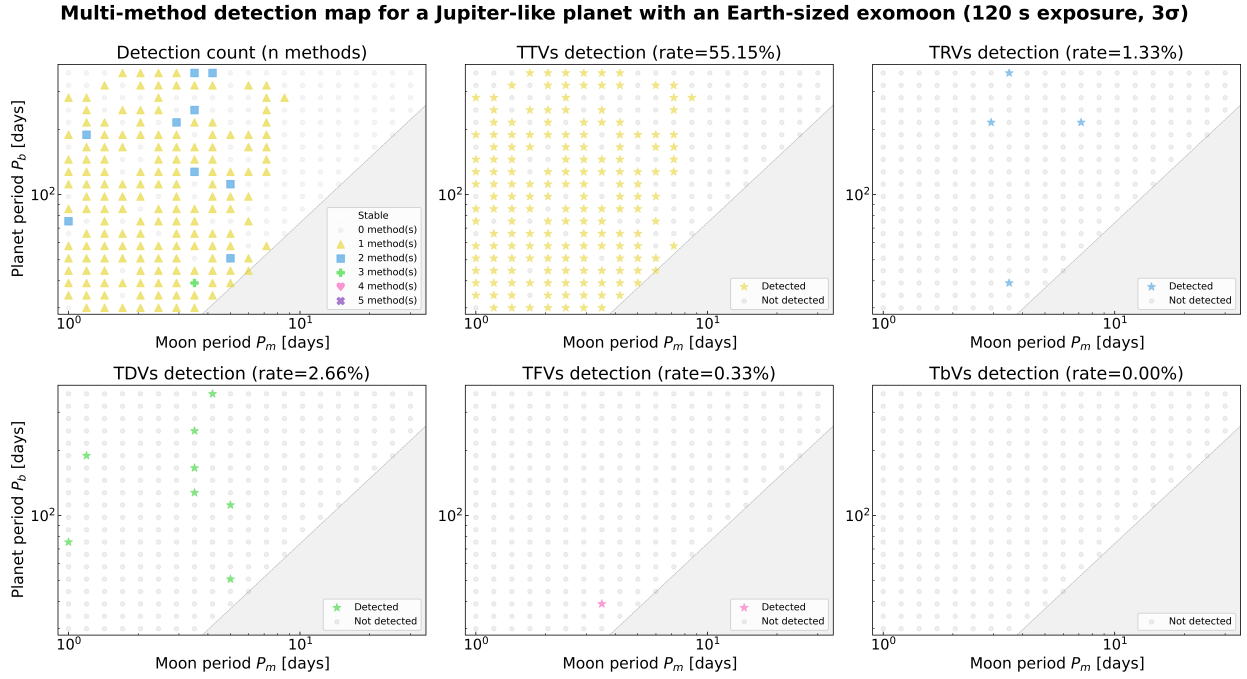 Multi-method detection map for a Jupiter-like planet with an Earth-sized exomoon (120 s exposure, 3σ)
Detection count (n methods)
Planet period P_b [days]
10^2
Stable
0 method(s)
1 method(s)
2 method(s)
3 method(s)
4 method(s)
5 method(s)
10^0
10^1
Moon period P_m [days]
TTVs detection (rate=55.15%)
10^2
Detected
Not detected
10^0
10^1
Moon period P_m [days]
TRVs detection (rate=1.33%)
10^2
Detected
Not detected
10^0
10^1
Moon period P_m [days]
TDVs detection (rate=2.66%)
Planet period P_b [days]
10^2
Detected
Not detected
10^0
10^1
Moon period P_m [days]
TFVs detection (rate=0.33%)
10^2
Detected
Not detected
10^0
10^1
Moon period P_m [days]
TbVs detection (rate=0.00%)
10^2
Not detected
10^0
10^1
Moon period P_m [days]